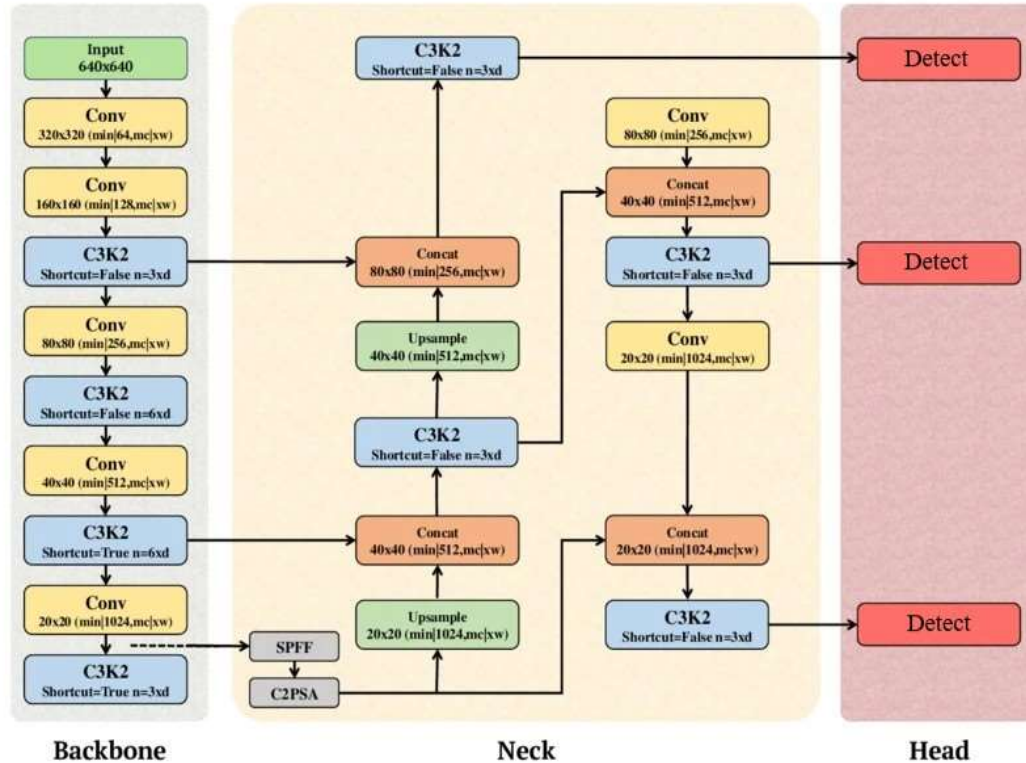 Input
640x640
Conv
320x320 (min|64,mc|xw)
Conv
160x160 (min|128,mc|xw)
C3K2
Shortcut=False n=3xd
Conv
80x80 (min|256,mc|xw)
C3K2
Shortcut=False n=6xd
Conv
40x40 (min|512,mc|xw)
C3K2
Shortcut=True n=6xd
Conv
20x20 (min|1024,mc|xw)
C3K2
Shortcut=True n=3xd
Backbone
C3K2
Shortcut=False n=3xd
Concat
80x80 (min|256,mc|xw)
Upsample
40x40 (min|512,mc|xw)
C3K2
Shortcut=False n=3xd
Concat
40x40 (min|512,mc|xw)
Upsample
20x20 (min|1024,mc|xw)
SPFF
C2PSA
Conv
80x80 (min|256,mc|xw)
Concat
40x40 (min|512,mc|xw)
C3K2
Shortcut=False n=3xd
Conv
20x20 (min|1024,mc|xw)
Concat
20x20 (min|1024,mc|xw)
C3K2
Shortcut=False n=3xd
Neck
Detect
Detect
Detect
Head